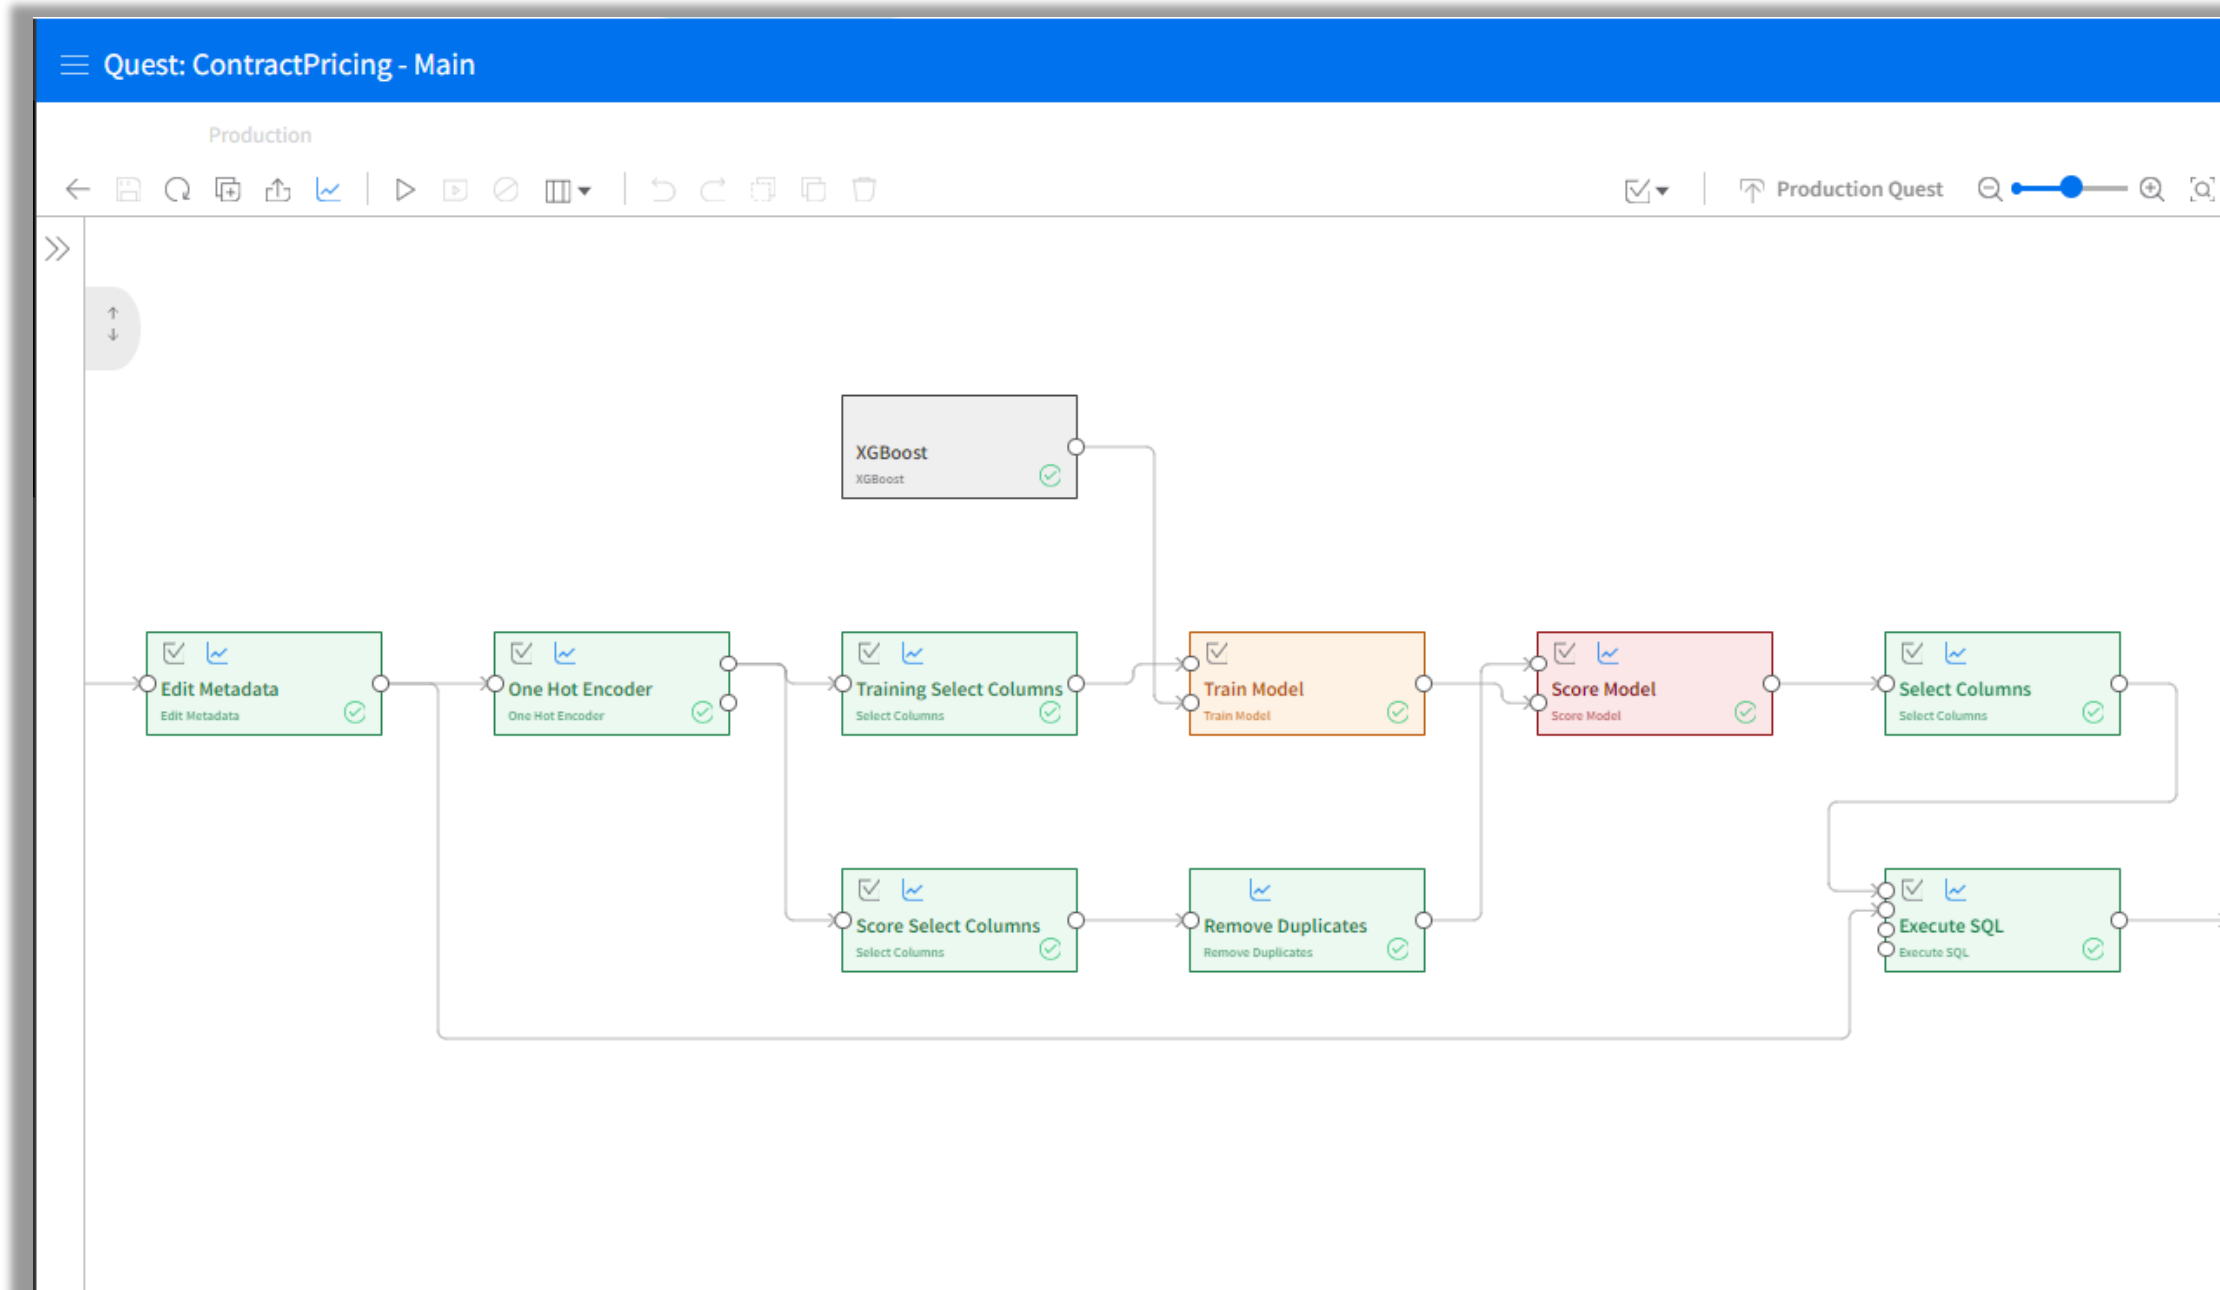 Quest: ContractPricing - Main
Production
Production Quest
XGBoost
XGBoost
Edit Metadata
Edit Metadata
One Hot Encoder
One Hot Encoder
Training Select Columns
Select Columns
Train Model
Train Model
Score Model
Score Model
Select Columns
Select Columns
Score Select Columns
Select Columns
Remove Duplicates
Remove Duplicates
Execute SQL
Execute SQL